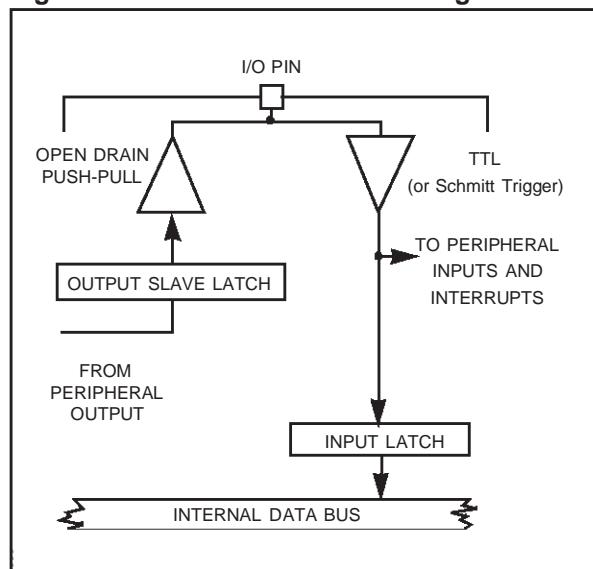 I/O PIN
OPEN DRAIN
PUSH-PULL
TTL
(or Schmitt Trigger)
TO PERIPHERAL
INPUTS AND
INTERRUPTS
OUTPUT SLAVE LATCH
FROM
PERIPHERAL
OUTPUT
INPUT LATCH
INTERNAL DATA BUS